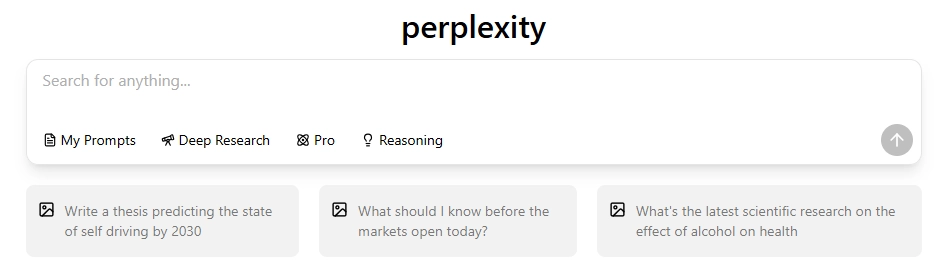 perplexity
Search for anything...
My Prompts Deep Research Pro Reasoning
Write a thesis predicting the state
of self driving by 2030
What should I know before the
markets open today?
What's the latest scientific research on the
effect of alcohol on health